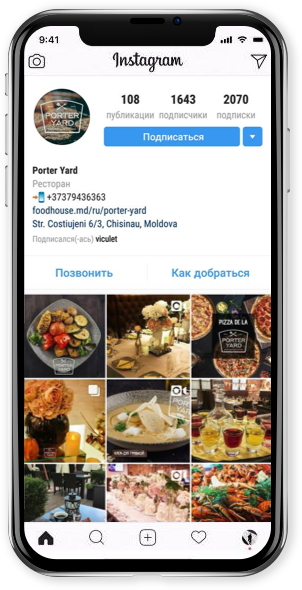 9:41
Instagram
108 1643 2070
публикации подписчики подписки
Подписаться
PORTER
YARD
Porter Yard
Ресторан
+37379436363
foodhouse.md/ru/porter-yard
Str. Costiujeni 6/3, Chisinau, Moldova
Подписался(-ась) viculet
Позвонить Как добраться
PIZZA DE LA
PORTER
YARD